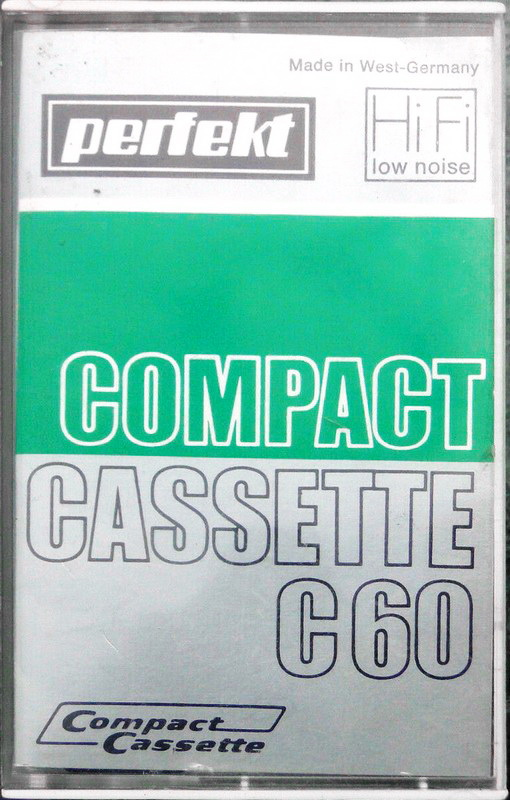 Made in West-Germany
perfekt
HiFi
low noise
COMPACT
CASSETTE
C60
Compact
Cassette